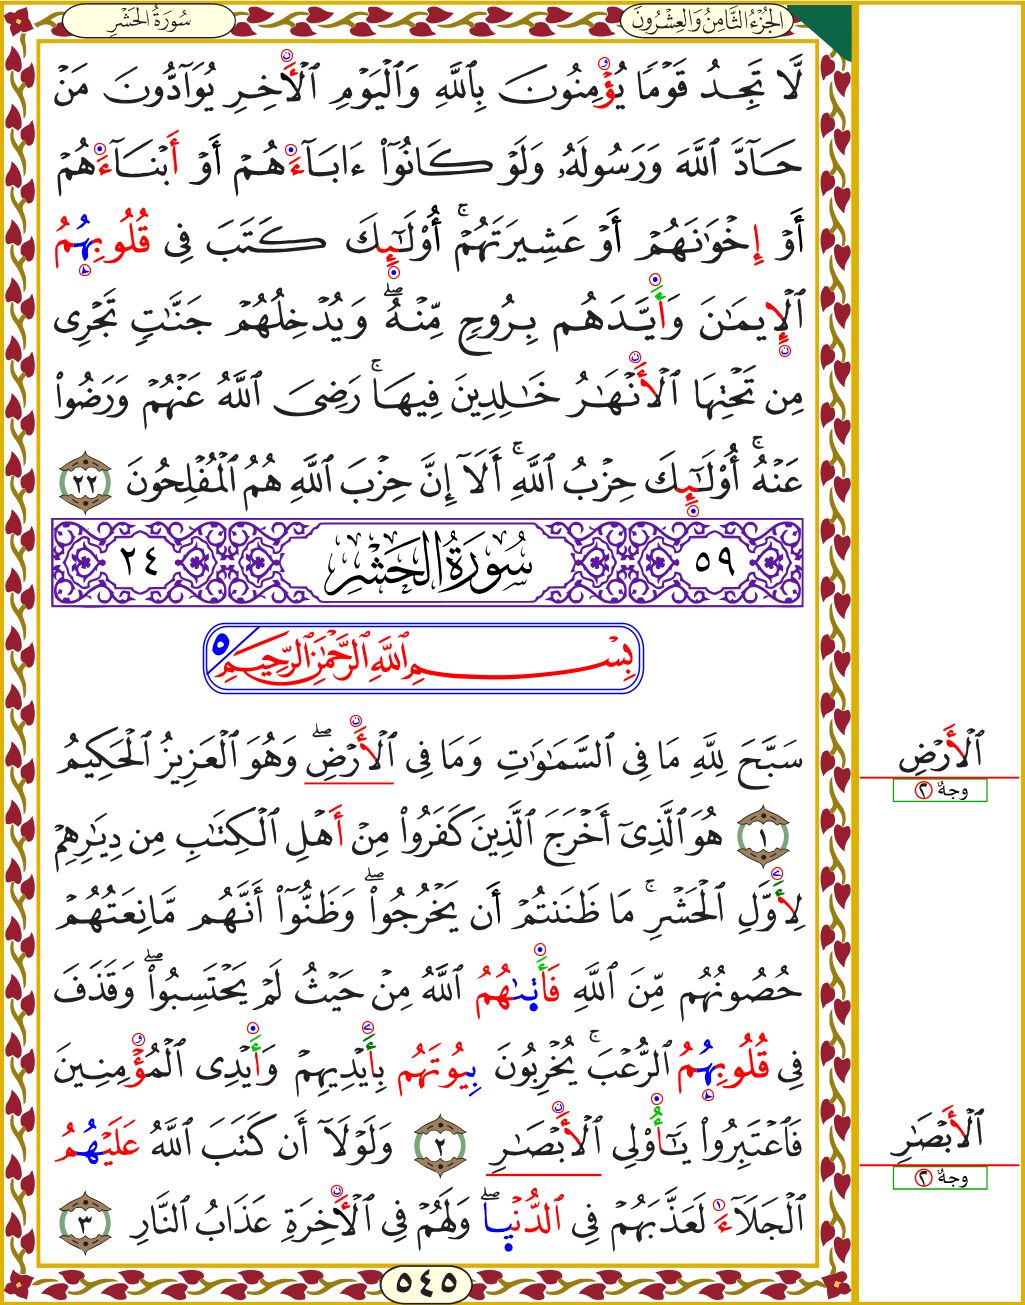 الجُزْءُ الثَّامِنُ وَالعِشْرُونَ
سُورَةُ الحَشْرِ
لَّا تَجِدُ قَوْمًا يُؤْمِنُونَ بِٱللَّهِ وَٱلْيَوْمِ ٱلْأَخِرِ يُوَآدُّونَ مَنْ
حَآدَّ ٱللَّهَ وَرَسُولَهُۥ وَلَوْ كَانُوٓا۟ ءَابَآءَهُمْ أَوْ أَبْنَآءَهُمْ
أَوْ إِخْوَٰنَهُمْ أَوْ عَشِيرَتَهُمْ ۚ أُو۟لَـٰٓئِكَ كَتَبَ فِى قُلُوبِهُمُ
ٱلْإِيمَـٰنَ وَأَيَّدَهُم بِرُوحٍ مِّنْهُ ۖ وَيُدْخِلُهُمْ جَنَّـٰتٍ تَجْرِى
مِن تَحْتِهَا ٱلْأَنْهَـٰرُ خَـٰلِدِينَ فِيهَا ۚ رَضِىَ ٱللَّهُ عَنْهُمْ وَرَضُوا۟
عَنْهُ ۚ أُو۟لَـٰٓئِكَ حِزْبُ ٱللَّهِ ۚ أَلَآ إِنَّ حِزْبَ ٱللَّهِ هُمُ ٱلْمُفْلِحُونَ ٢٢
٥٩ سُورَةُ الحَشْرِ ٢٤
بِسْمِ ٱللَّهِ ٱلرَّحْمَـٰنِ ٱلرَّحِيمِ ٥
سَبَّحَ لِلَّهِ مَا فِى ٱلسَّمَـٰوَٰتِ وَمَا فِى ٱلْأَرْضِ ۖ وَهُوَ ٱلْعَزِيزُ ٱلْحَكِيمُ
ٱلْأَرْضِ
وجهٌ ٢
١ هُوَ ٱلَّذِىٓ أَخْرَجَ ٱلَّذِينَ كَفَرُوا۟ مِنْ أَهْلِ ٱلْكِتَـٰبِ مِن دِيَـٰرِهِمْ
لِأَوَّلِ ٱلْحَشْرِ ۚ مَا ظَنَنتُمْ أَن يَخْرُجُوا۟ ۖ وَظَنُّوٓا۟ أَنَّهُم مَّانِعَتُهُمْ
حُصُونُهُم مِّنَ ٱللَّهِ فَأَتَىٰهُمُ ٱللَّهُ مِنْ حَيْثُ لَمْ يَحْتَسِبُوا۟ ۖ وَقَذَفَ
فِى قُلُوبِهُمُ ٱلرُّعْبَ ۚ يُخْرِبُونَ بِيُوتَهُم بِأَيْدِيهِمْ وَأَيْدِى ٱلْمُؤْمِنِينَ
فَٱعْتَبِرُوا۟ يَـٰٓأُو۟لِى ٱلْأَبْصَـٰرِ ٢ وَلَوْلَآ أَن كَتَبَ ٱللَّهُ عَلَيْهُمُ
ٱلْأَبْصَـٰرِ
وجهٌ ٢
ٱلْجَلَآءَ لَعَذَّبَهُمْ فِى ٱلدُّنْيَا ۖ وَلَهُمْ فِى ٱلْأَخِرَةِ عَذَابُ ٱلنَّارِ ٣
٥٤٥